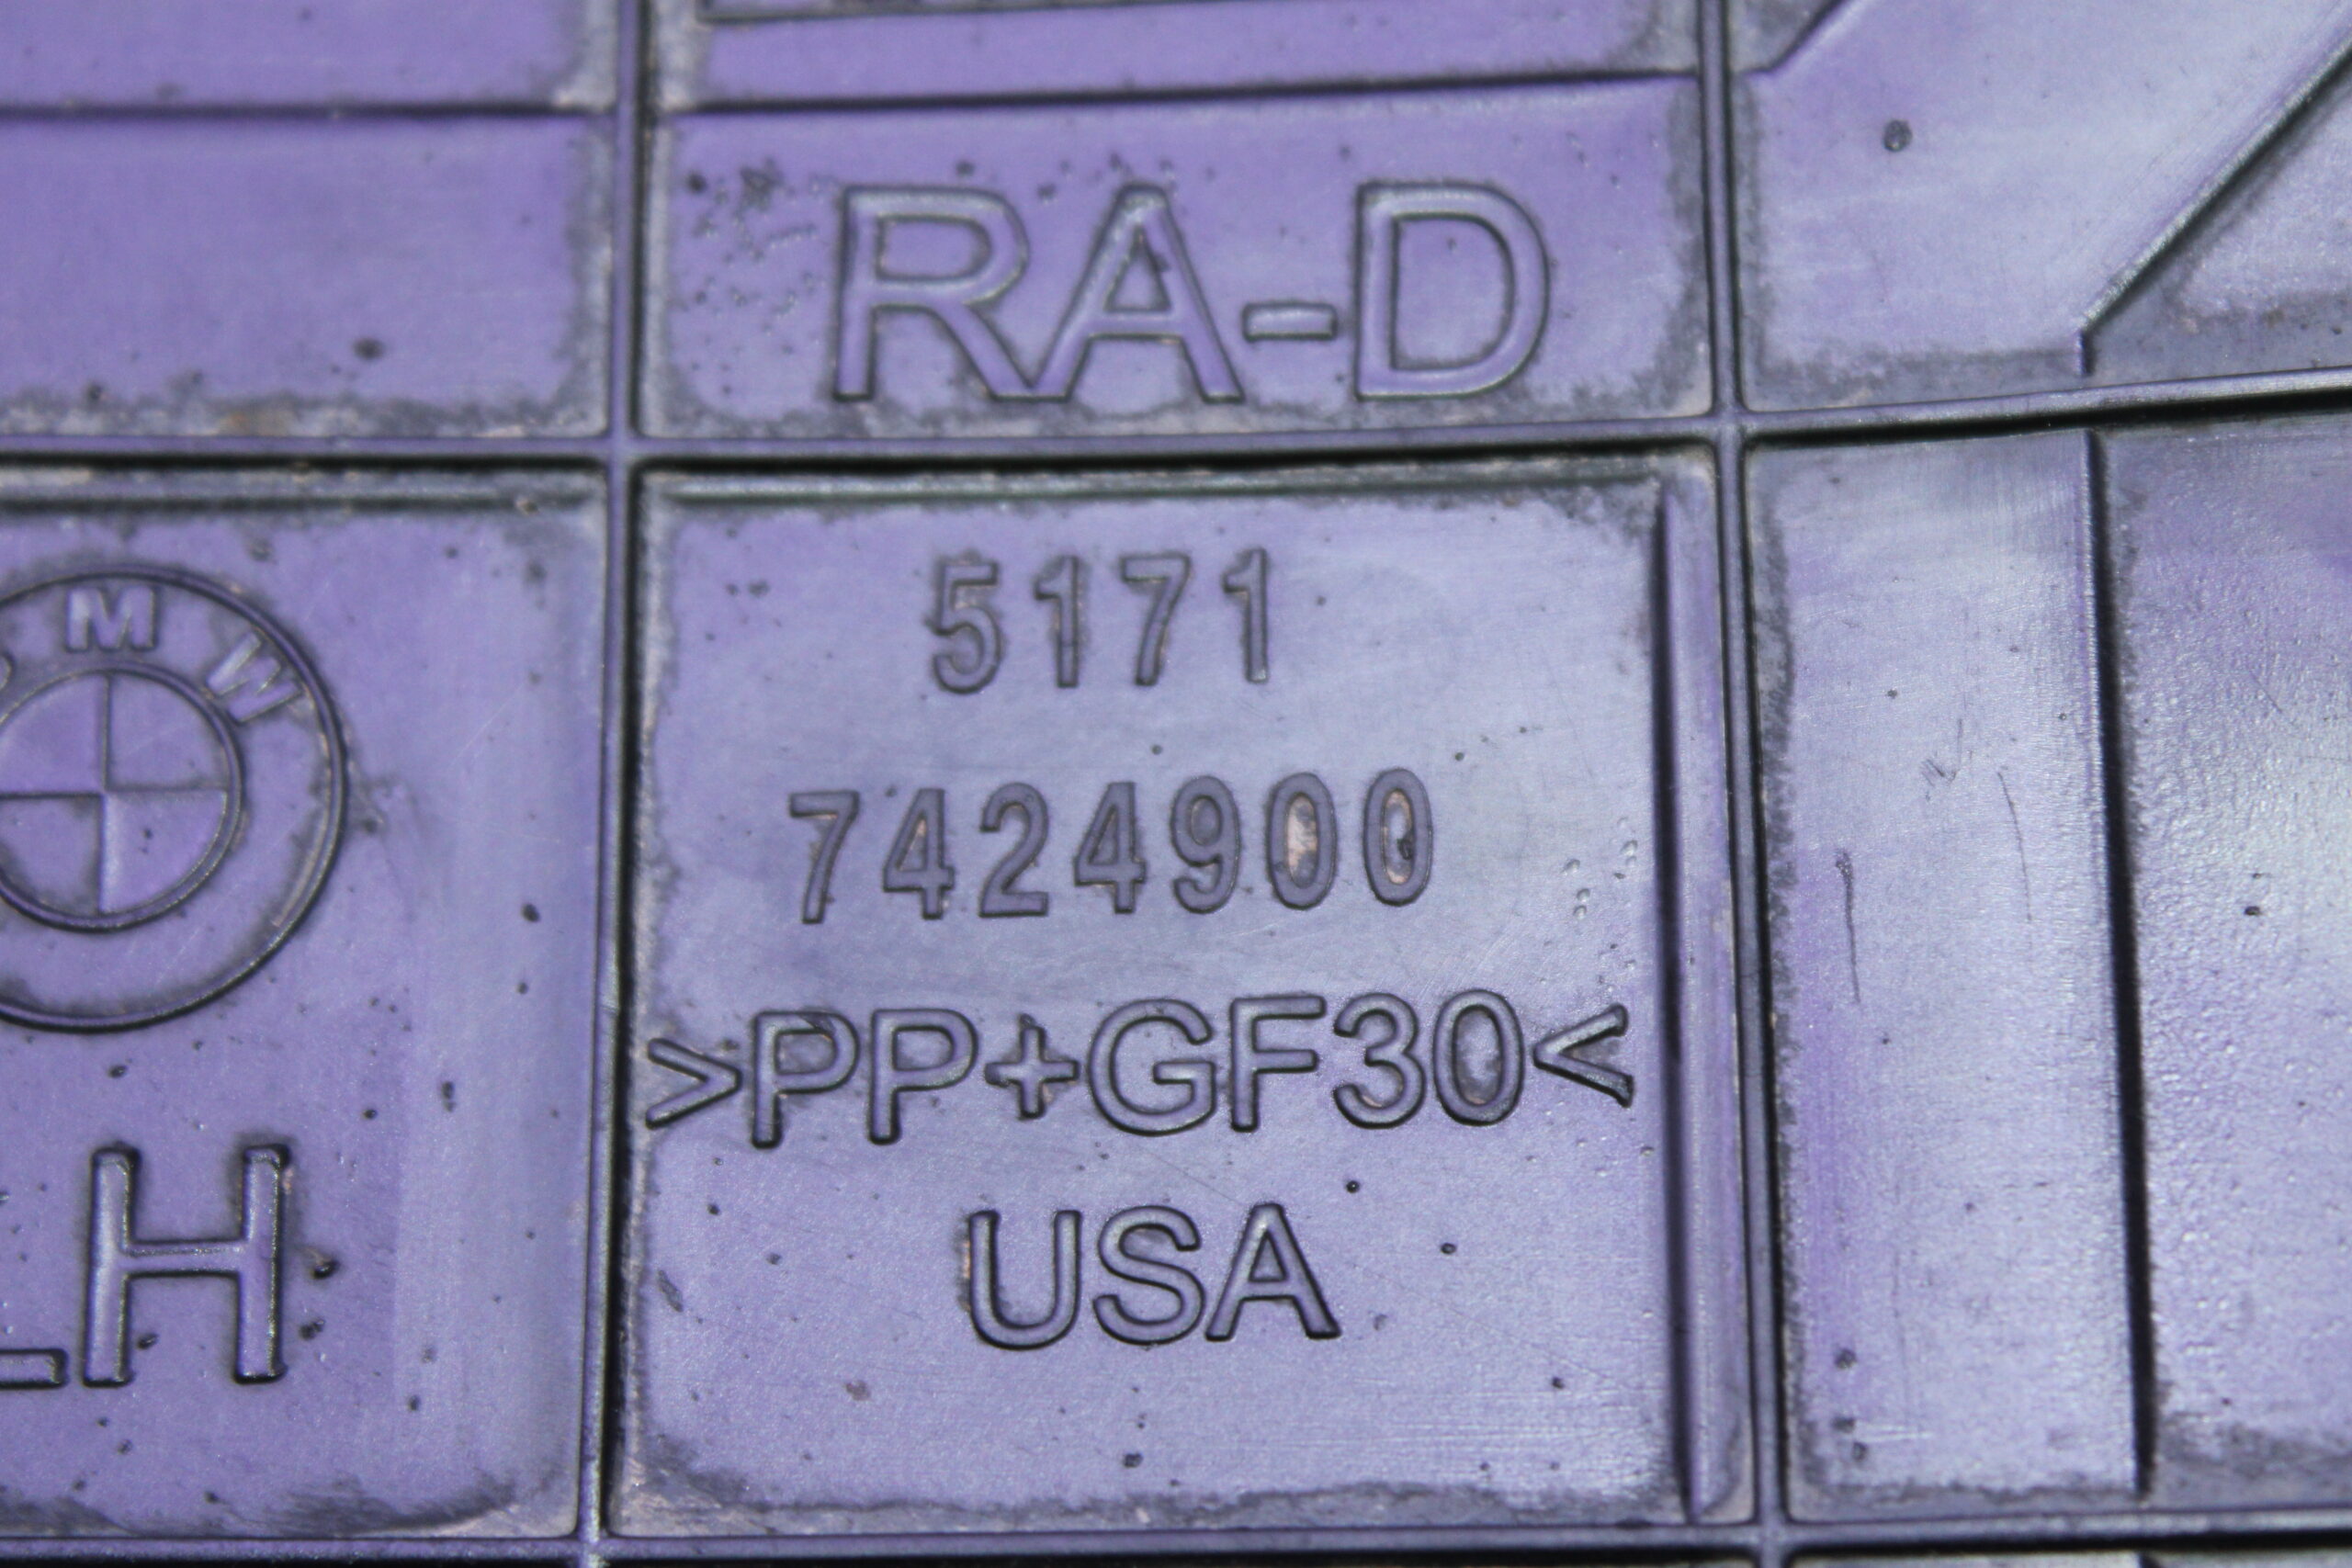 RA-D
BMW
LH
5171
7424900
>PP+GF30<
USA